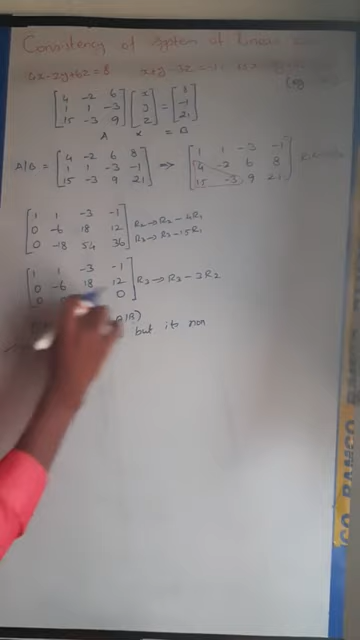 Consistency of System of Linear
4x-2y+6z=8 x+y-3z=-1
[4 -2 6] [x] [8]
[1 1 -3] [y] = [-1]
[15 -3 9] [z] [21]
A x = B
A/B = [4 -2 6 8] ⇒ [1 1 -3 -1]
[1 1 -3 -1] [4 -2 6 8]
[15 -3 9 21] [15 -3 9 21]
[1 1 -3 -1]
[0 -6 18 12] R2→R2-4R1
[0 -18 54 36] R3→R3-15R1
[1 1 -3 -1]
[0 -6 18 12] R3→R3-3R2
0 0]
A/B)
but its non